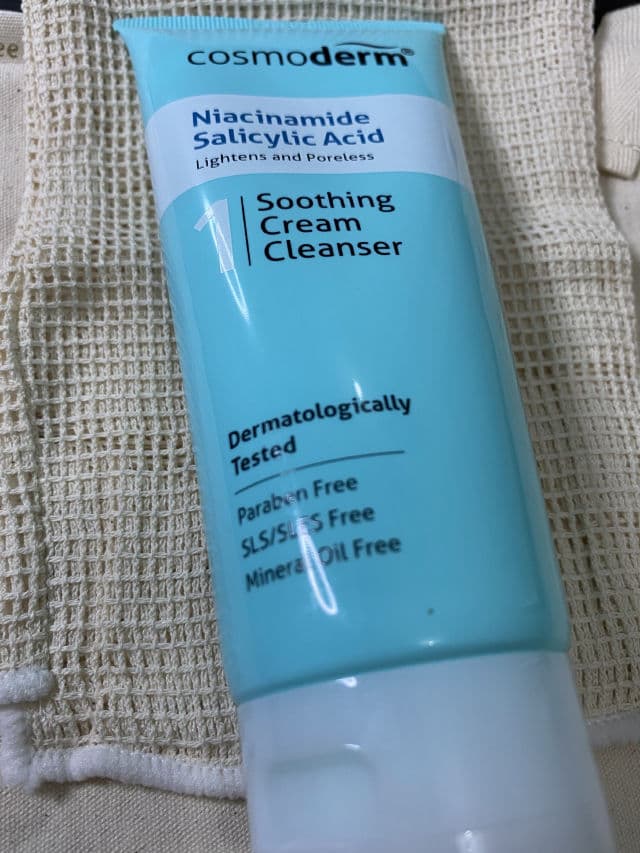 cosmoderm®
Niacinamide
Salicylic Acid
Lightens and Poreless
1
Soothing
Cream
Cleanser
Dermatologically
Tested
Paraben Free
SLS/SLES Free
Mineral Oil Free